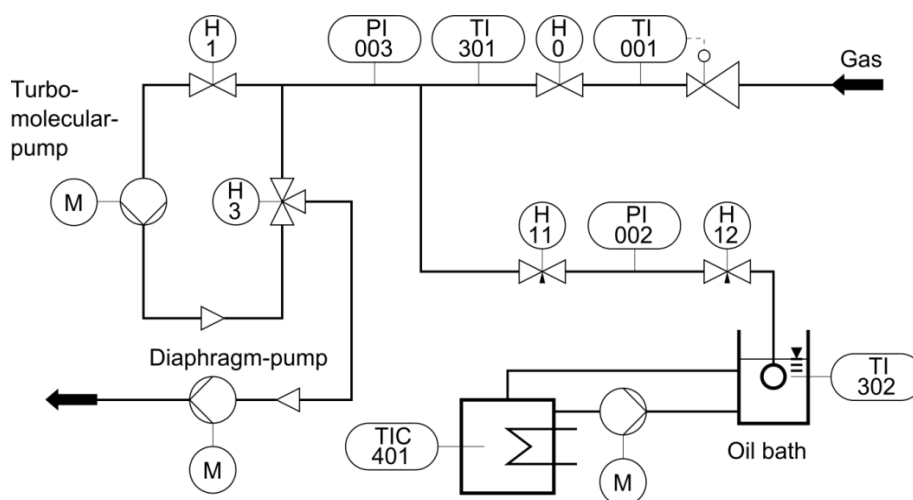 H
1
PI
003
TI
301
H
0
TI
001
Gas
Turbo-
molecular-
pump
M
H
3
H
11
PI
002
H
12
Diaphragm-pump
M
TIC
401
M
TI
302
Oil bath